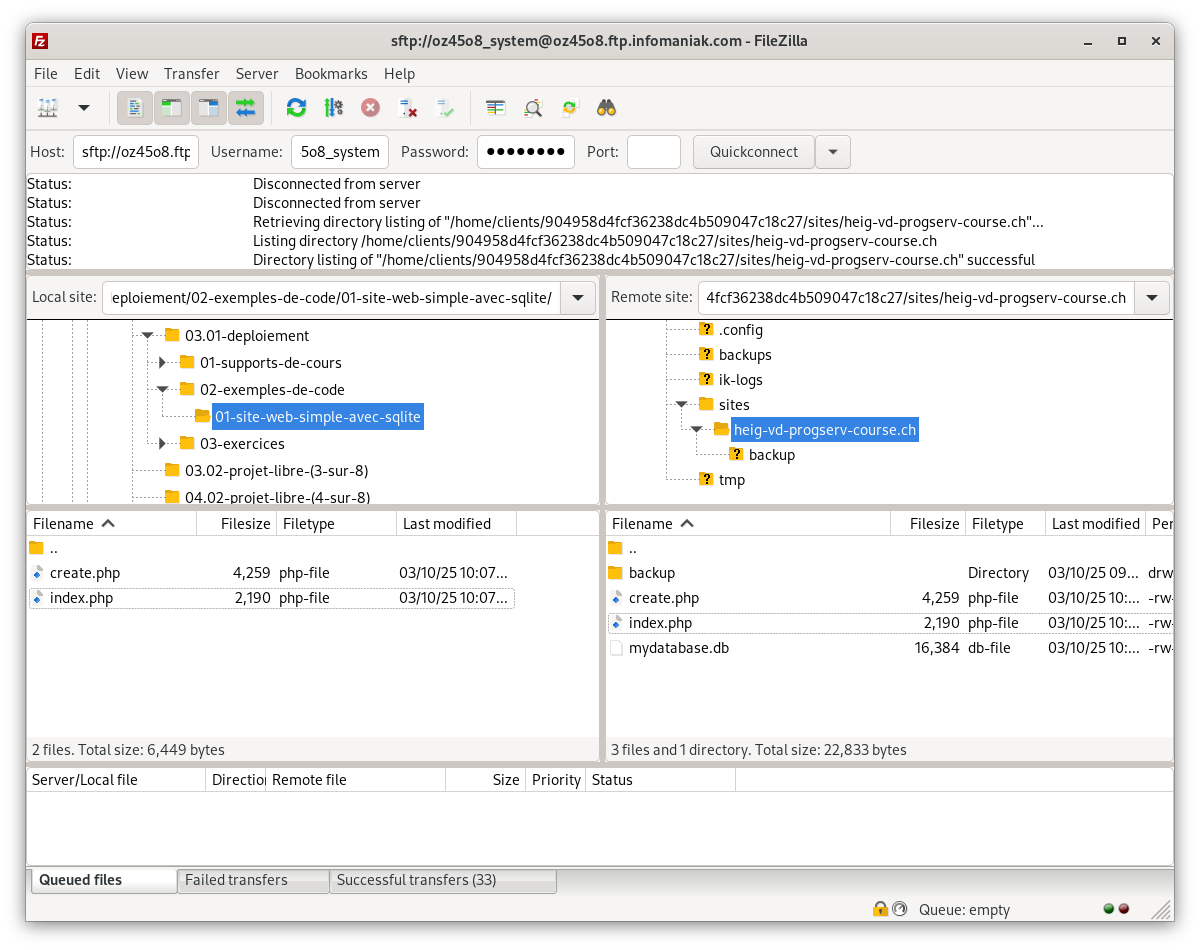 sftp://oz45o8_system@oz45o8.ftp.infomaniak.com - FileZilla
File Edit View Transfer Server Bookmarks Help
Host: sftp://oz45o8.ftp Username: 5o8_system Password: ●●●●●●●● Port: Quickconnect
Status: Disconnected from server
Status: Disconnected from server
Status: Retrieving directory listing of "/home/clients/904958d4fcf36238dc4b509047c18c27/sites/heig-vd-progserv-course.ch"...
Status: Listing directory /home/clients/904958d4fcf36238dc4b509047c18c27/sites/heig-vd-progserv-course.ch
Status: Directory listing of "/home/clients/904958d4fcf36238dc4b509047c18c27/sites/heig-vd-progserv-course.ch" successful
Local site: eploiement/02-exemples-de-code/01-site-web-simple-avec-sqlite/
03.01-deploiement
01-supports-de-cours
02-exemples-de-code
01-site-web-simple-avec-sqlite
03-exercices
03.02-projet-libre-(3-sur-8)
04.02-projet-libre-(4-sur-8)
Filename Filesize Filetype Last modified
..
create.php 4,259 php-file 03/10/25 10:07...
index.php 2,190 php-file 03/10/25 10:07...
2 files. Total size: 6,449 bytes
Remote site: 4fcf36238dc4b509047c18c27/sites/heig-vd-progserv-course.ch
.config
backups
ik-logs
sites
heig-vd-progserv-course.ch
backup
tmp
Filename Filesize Filetype Last modified Per
..
backup Directory 03/10/25 09... drw
create.php 4,259 php-file 03/10/25 10:... -rw-
index.php 2,190 php-file 03/10/25 10:... -rw-
mydatabase.db 16,384 db-file 03/10/25 10:... -rw-
3 files and 1 directory. Total size: 22,833 bytes
Server/Local file Direction Remote file Size Priority Status
Queued files Failed transfers Successful transfers (33)
Queue: empty